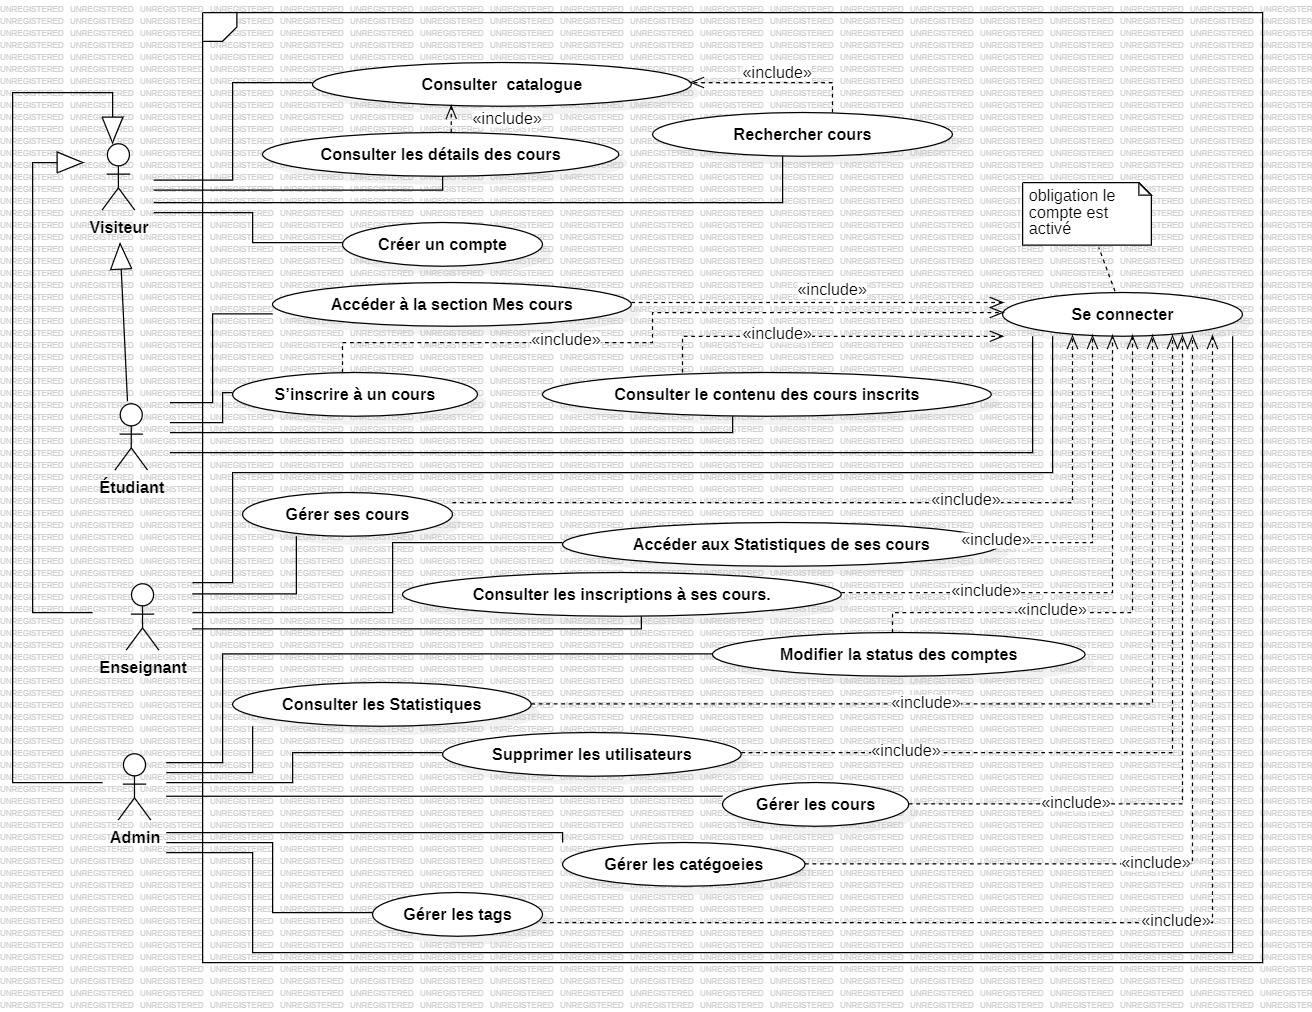 Consulter catalogue
«include»
«include»
Rechercher cours
Consulter les détails des cours
Visiteur
obligation le
compte est
activé
Créer un compte
Accéder à la section Mes cours
«include»
Se connecter
«include»
«include»
S'inscrire à un cours
Consulter le contenu des cours inscrits
Étudiant
Gérer ses cours
«include»
Accéder aux Statistiques de ses cours
«include»
Consulter les inscriptions à ses cours.
«include»
«include»
Enseignant
Modifier la status des comptes
Consulter les Statistiques
«include»
Supprimer les utilisateurs
«include»
Gérer les cours
«include»
Admin
Gérer les catégoeies
«include»
Gérer les tags
«include»
UNREGISTERED